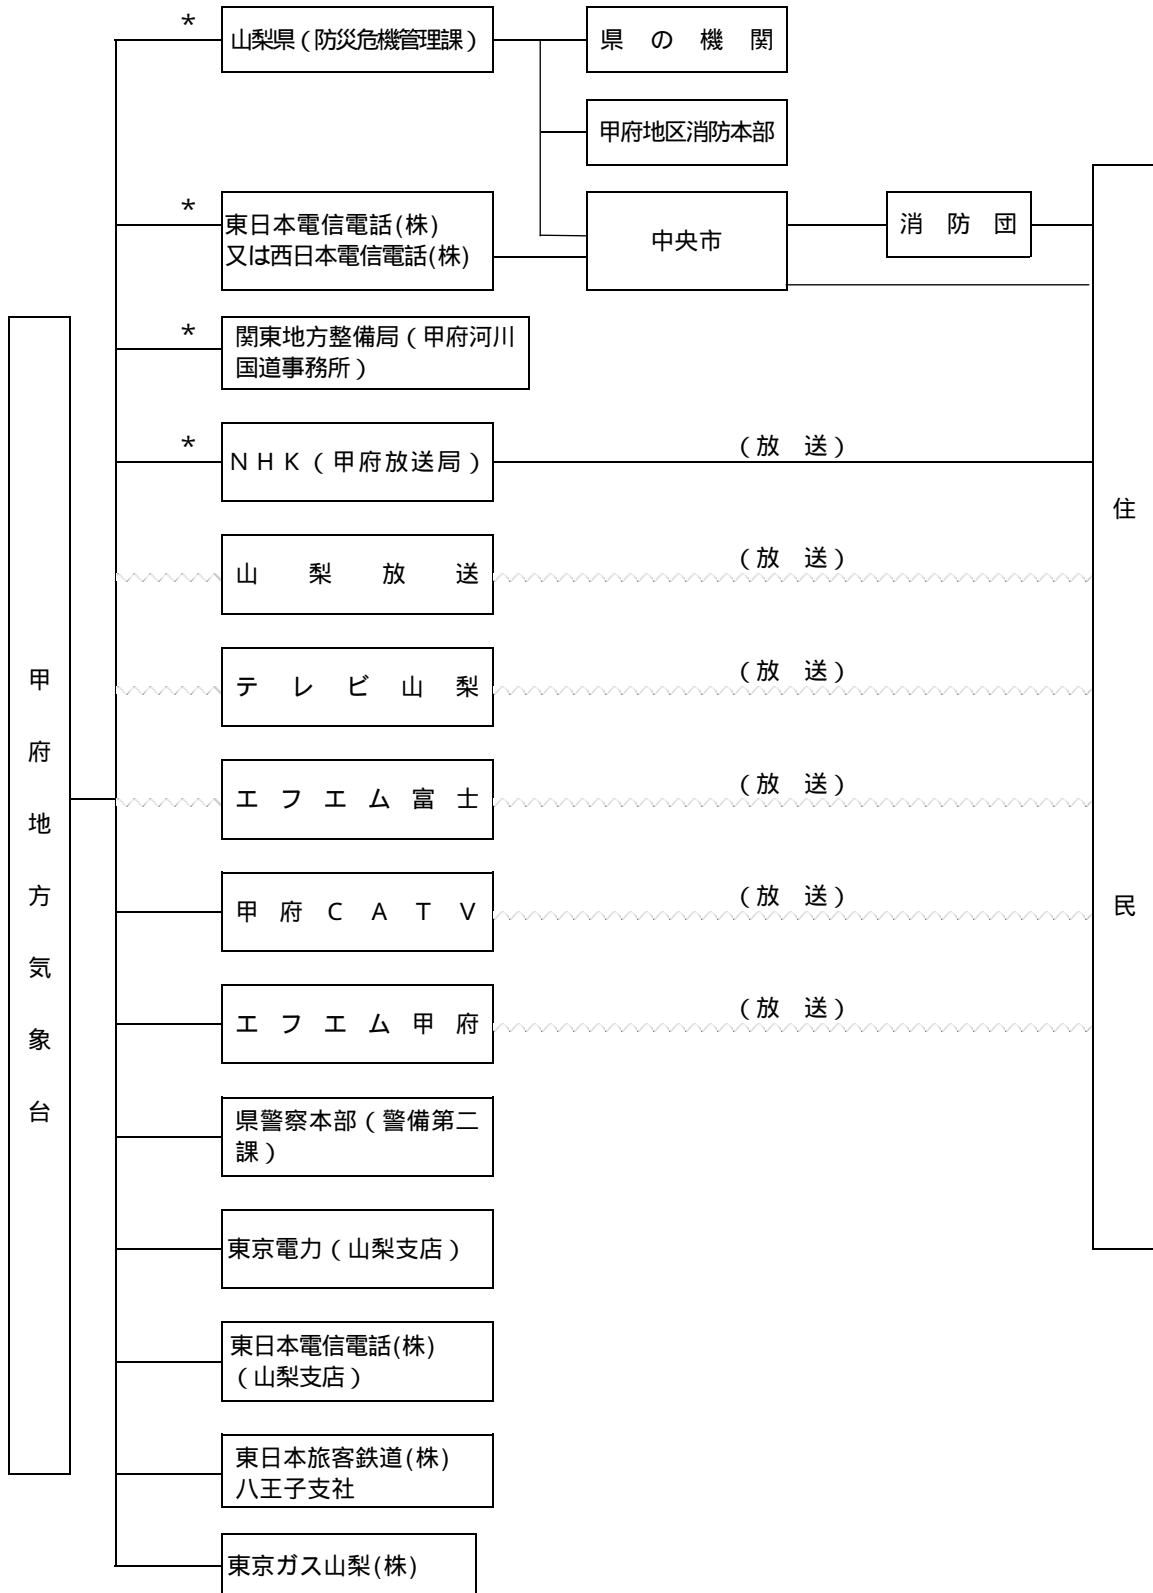 *
山梨県(防災危機管理課)
県の機関
甲府地区消防本部
*
東日本電信電話(株)
又は西日本電信電話(株)
中央市
消防団
*
関東地方整備局(甲府河川
国道事務所)
*
NHK(甲府放送局)
(放 送)
山梨放送
(放 送)
テレビ山梨
(放 送)
エフエム富士
(放 送)
甲府CATV
(放 送)
エフエム甲府
(放 送)
県警察本部(警備第二
課)
東京電力(山梨支店)
東日本電信電話(株)
(山梨支店)
東日本旅客鉄道(株)
八王子支社
東京ガス山梨(株)
甲府地方気象台
住民